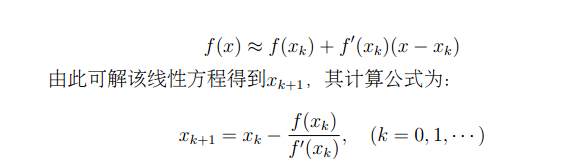 f(x) ≈ f(x_k) + f′(x_k)(x − x_k)
由此可解该线性方程得到x_{k+1}，其计算公式为：
x_{k+1} = x_k − \frac{f(x_k)}{f′(x_k)}, (k = 0, 1, ⋯)